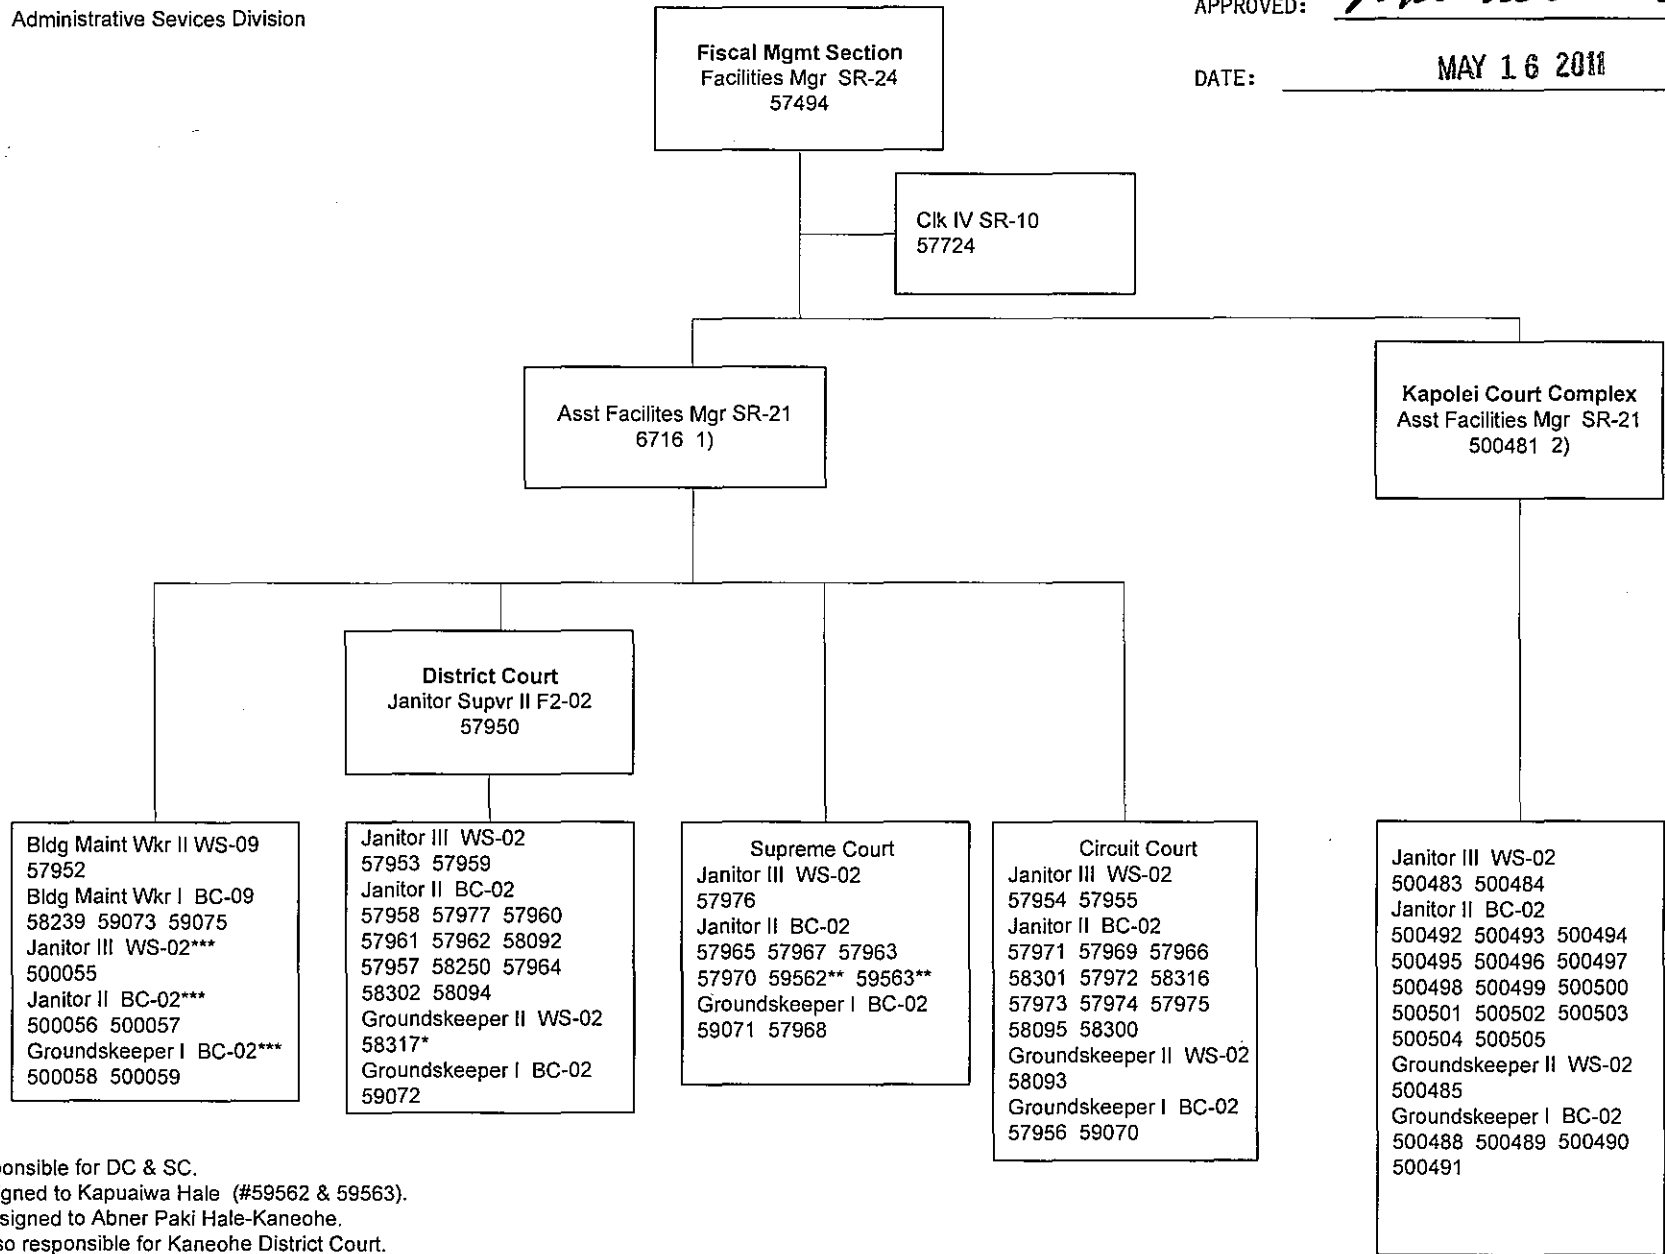 Administrative Sevices Division
APPROVED:
DATE: MAY 16 2011
Fiscal Mgmt Section
Facilities Mgr SR-24
57494
Clk IV SR-10
57724
Asst Facilites Mgr SR-21
6716 1)
Kapolei Court Complex
Asst Facilities Mgr SR-21
500481 2)
District Court
Janitor Supvr II F2-02
57950
Bldg Maint Wkr II WS-09
57952
Bldg Maint Wkr I BC-09
58239 59073 59075
Janitor III WS-02***
500055
Janitor II BC-02***
500056 500057
Groundskeeper I BC-02***
500058 500059
Janitor III WS-02
57953 57959
Janitor II BC-02
57958 57977 57960
57961 57962 58092
57957 58250 57964
58302 58094
Groundskeeper II WS-02
58317*
Groundskeeper I BC-02
59072
Supreme Court
Janitor III WS-02
57976
Janitor II BC-02
57965 57967 57963
57970 59562** 59563**
Groundskeeper I BC-02
59071 57968
Circuit Court
Janitor III WS-02
57954 57955
Janitor II BC-02
57971 57969 57966
58301 57972 58316
57973 57974 57975
58095 58300
Groundskeeper II WS-02
58093
Groundskeeper I BC-02
57956 59070
Janitor III WS-02
500483 500484
Janitor II BC-02
500492 500493 500494
500495 500496 500497
500498 500499 500500
500501 500502 500503
500504 500505
Groundskeeper II WS-02
500485
Groundskeeper I BC-02
500488 500489 500490
500491
ponsible for DC & SC.
gned to Kapuaiwa Hale (#59562 & 59563).
signed to Abner Paki Hale-Kaneohe.
so responsible for Kaneohe District Court.